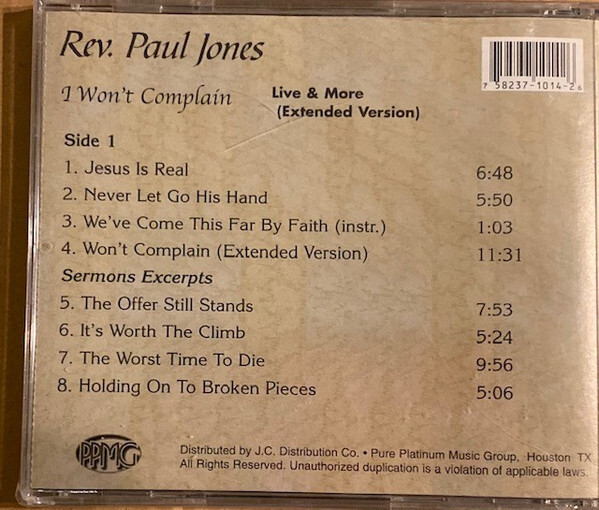 Rev. Paul Jones
I Won't Complain
Live & More
(Extended Version)
7 58237-1014-2 6
Side 1
1. Jesus Is Real 6:48
2. Never Let Go His Hand 5:50
3. We've Come This Far By Faith (instr.) 1:03
4. Won't Complain (Extended Version) 11:31
Sermons Excerpts
5. The Offer Still Stands 7:53
6. It's Worth The Climb 5:24
7. The Worst Time To Die 9:56
8. Holding On To Broken Pieces 5:06
PPMG
Distributed by J.C. Distribution Co. • Pure Platinum Music Group, Houston TX
All Rights Reserved. Unauthorized duplication is a violation of applicable laws.